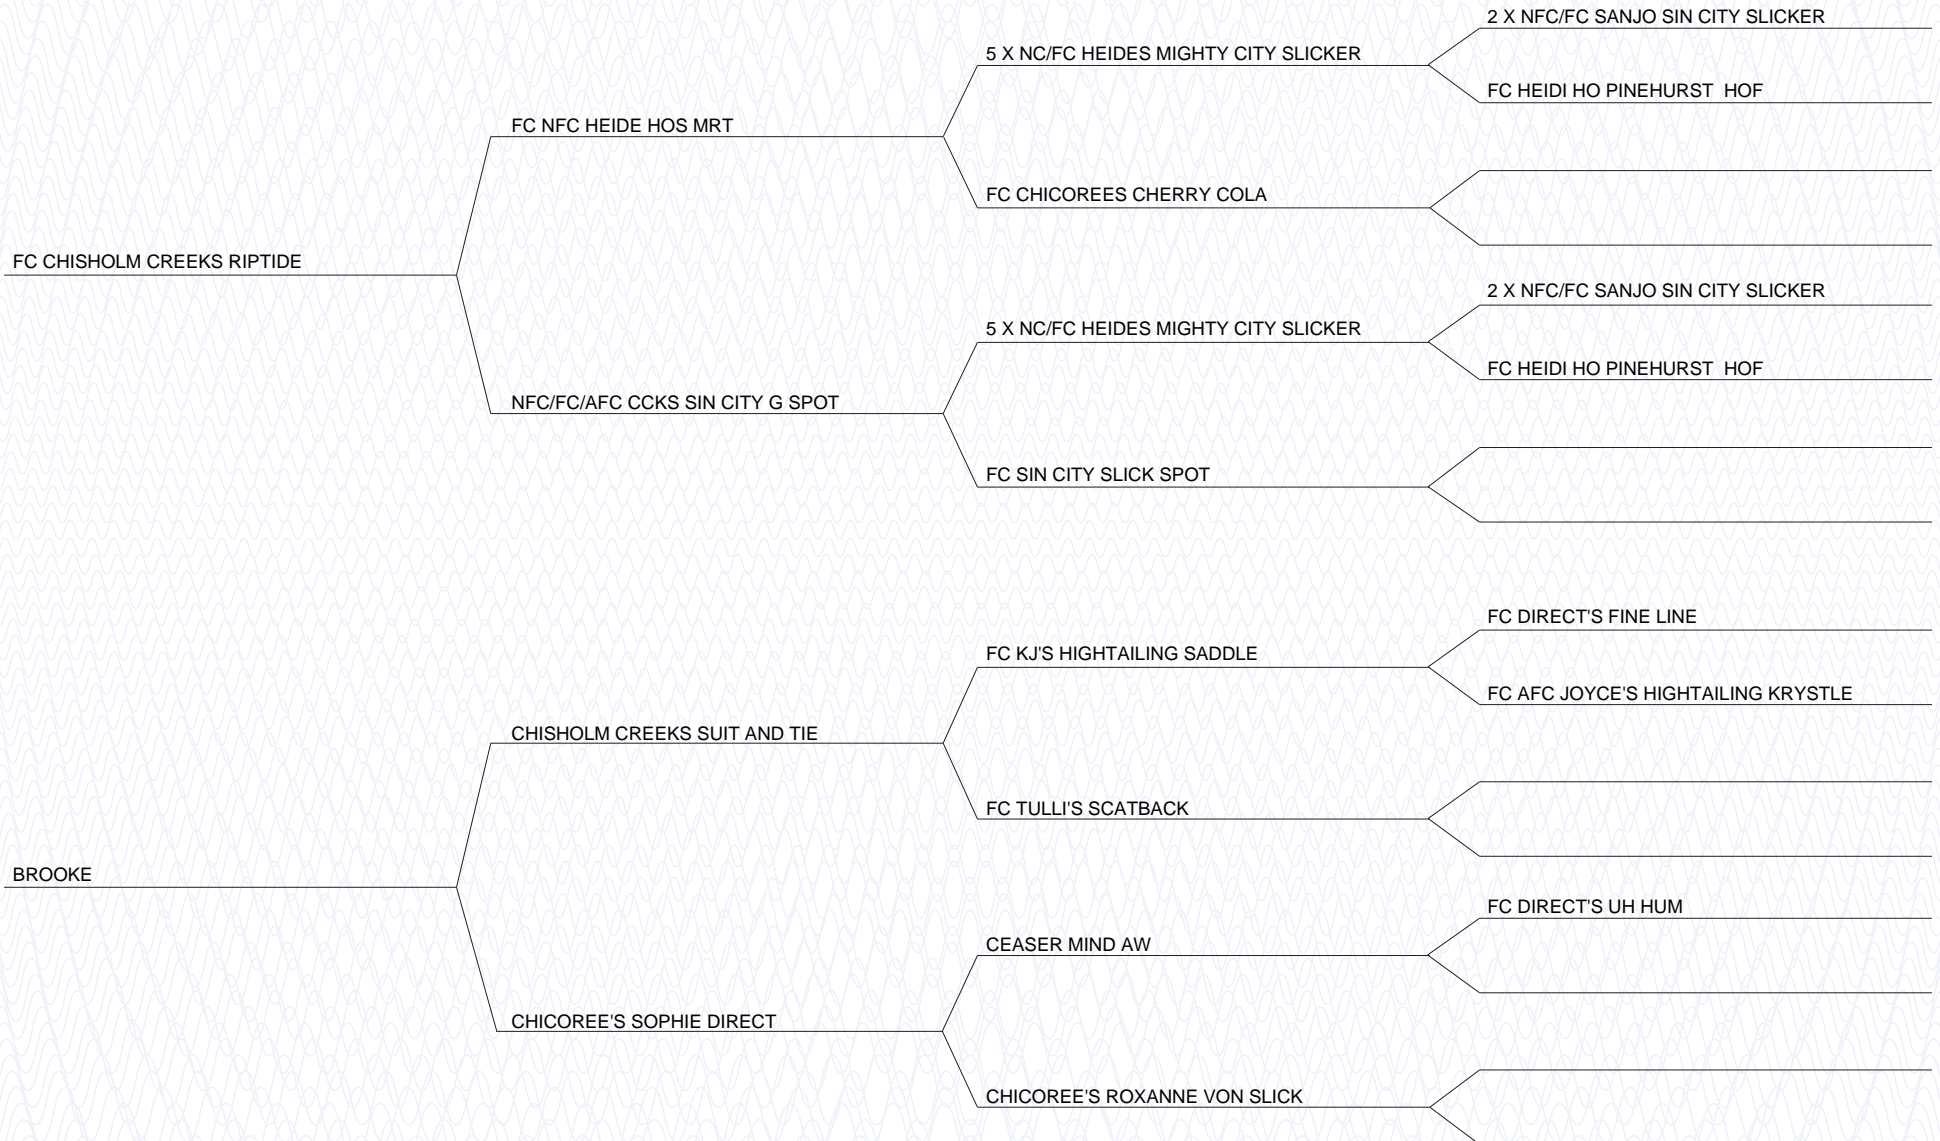 2 X NFC/FC SANJO SIN CITY SLICKER
5 X NC/FC HEIDES MIGHTY CITY SLICKER
FC HEIDI HO PINEHURST  HOF
FC NFC HEIDE HOS MRT
FC CHICOREES CHERRY COLA
FC CHISHOLM CREEKS RIPTIDE
2 X NFC/FC SANJO SIN CITY SLICKER
5 X NC/FC HEIDES MIGHTY CITY SLICKER
FC HEIDI HO PINEHURST  HOF
NFC/FC/AFC CCKS SIN CITY G SPOT
FC SIN CITY SLICK SPOT
FC DIRECT'S FINE LINE
FC KJ'S HIGHTAILING SADDLE
FC AFC JOYCE'S HIGHTAILING KRYSTLE
CHISHOLM CREEKS SUIT AND TIE
FC TULLI'S SCATBACK
BROOKE
FC DIRECT'S UH HUM
CEASER MIND AW
CHICOREE'S SOPHIE DIRECT
CHICOREE'S ROXANNE VON SLICK